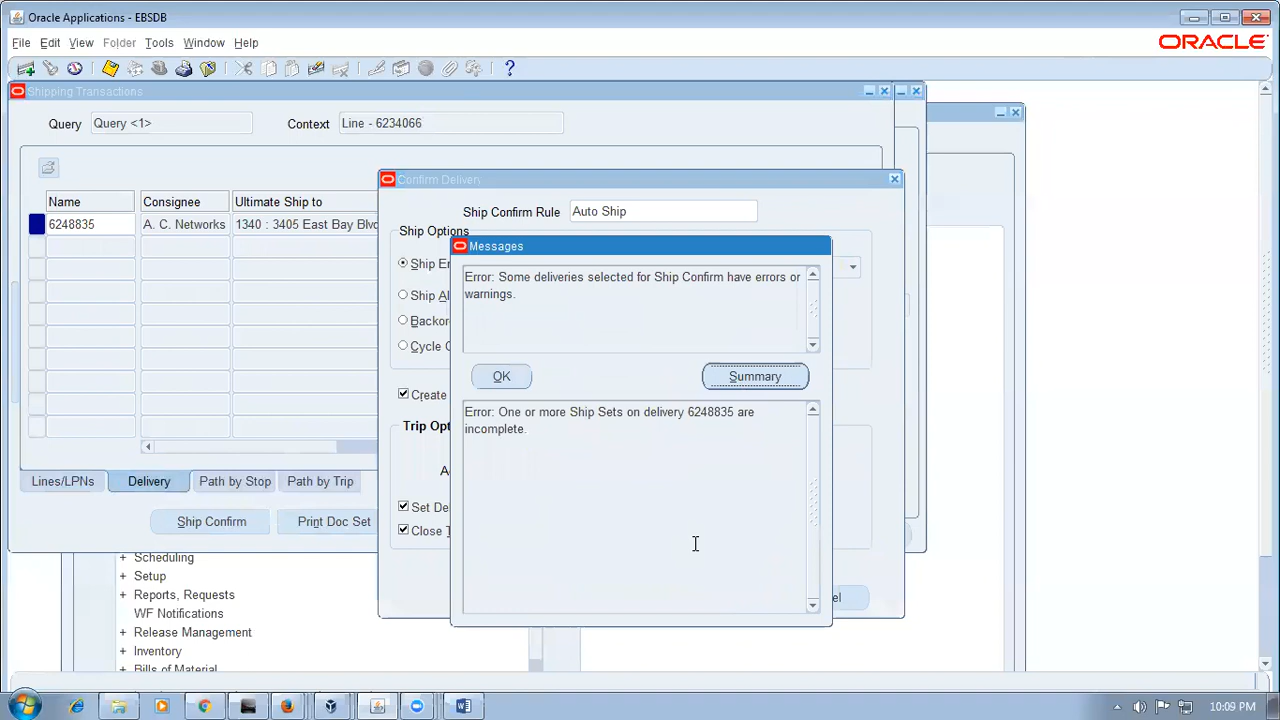 Oracle Applications - EBSDB
File Edit View Folder Tools Window Help
ORACLE
Shipping Transactions
Query Query <1> Context Line - 6234066
Name Consignee Ultimate Ship to
6248835 A. C. Networks 1340 : 3405 East Bay Blvd
Lines/LPNs Delivery Path by Stop Path by Trip
Ship Confirm Print Doc Set
Confirm Delivery
Ship Confirm Rule Auto Ship
Ship Options
Ship
Ship
Create
Close
Messages
Error: Some deliveries selected for Ship Confirm have errors or
warnings.
OK Summary
Error: One or more Ship Sets on delivery 6248835 are
incomplete.
+ Scheduling
+ Setup
+ Reports, Requests
WF Notifications
+ Release Management
+ Inventory
+ Bills of Material
10:09 PM